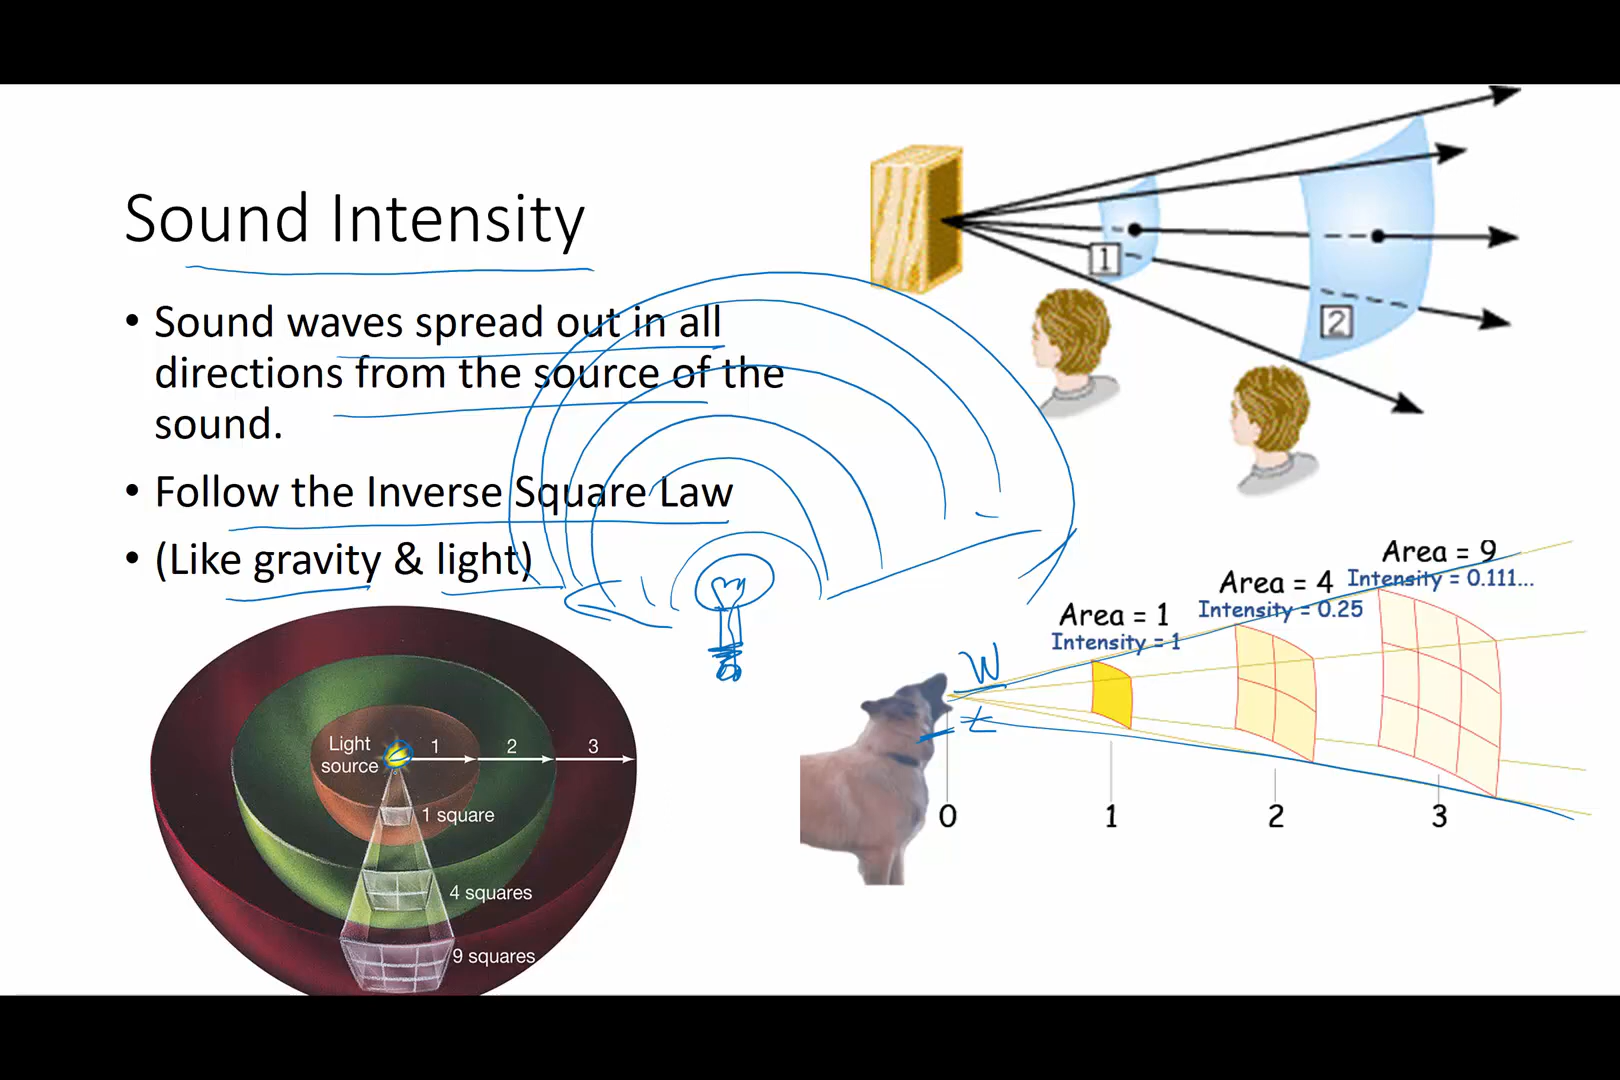 Sound Intensity
• Sound waves spread out in all
directions from the source of the
sound.
• Follow the Inverse Square Law
• (Like gravity & light)
1
2
Light
source
1
2
3
1 square
4 squares
9 squares
Area = 1
Intensity = 1
Area = 4
Intensity = 0.25
Area = 9
Intensity = 0.111...
W
t
0
1
2
3